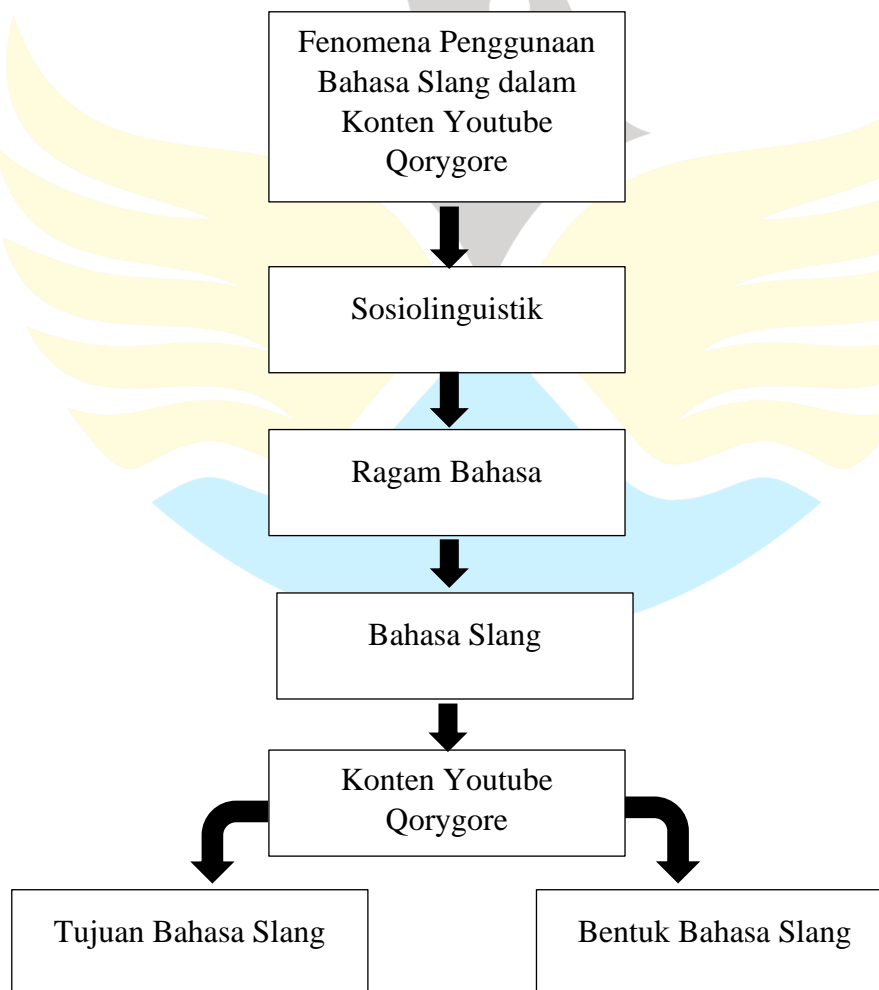 Fenomena Penggunaan
Bahasa Slang dalam
Konten Youtube
Qorygore
Sosiolinguistik
Ragam Bahasa
Bahasa Slang
Konten Youtube
Qorygore
Tujuan Bahasa Slang
Bentuk Bahasa Slang